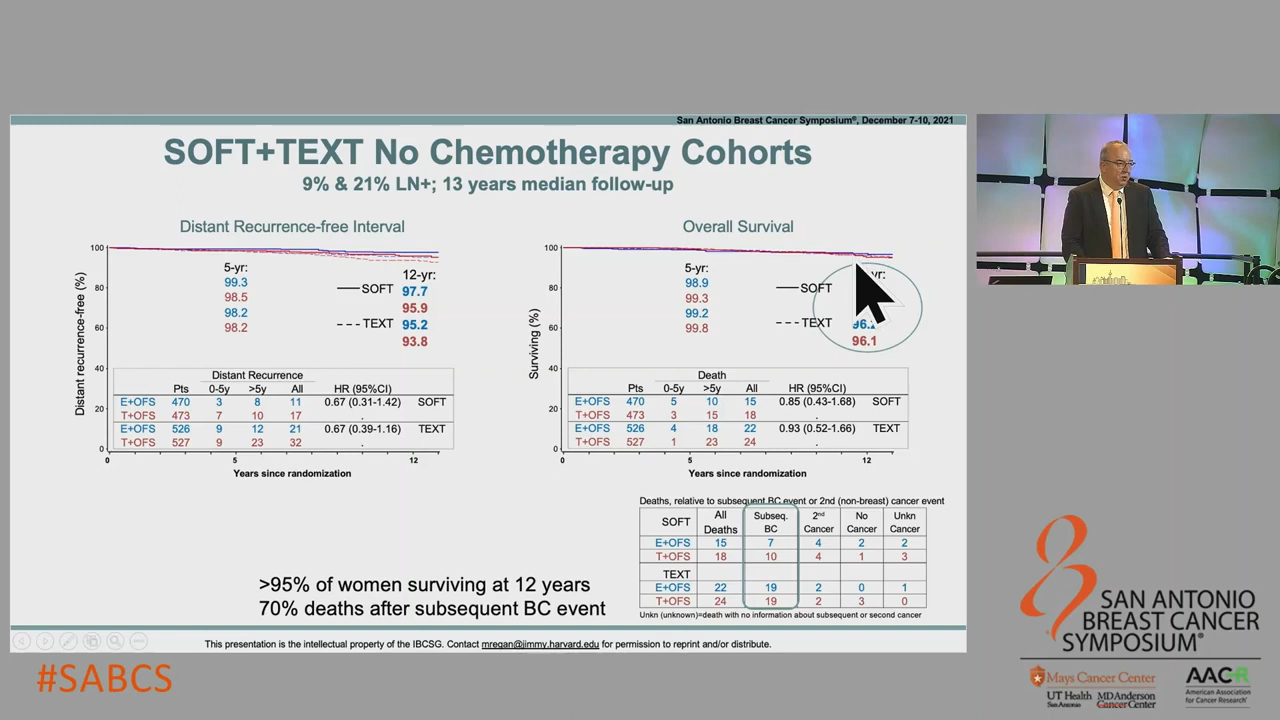 San Antonio Breast Cancer Symposium®, December 7-10, 2021
SOFT+TEXT No Chemotherapy Cohorts
9% & 21% LN+; 13 years median follow-up
Distant Recurrence-free Interval
Distant recurrence-free (%)
100
80
60
40
20
0
5-yr:
99.3
98.5
98.2
98.2
SOFT
TEXT
12-yr:
97.7
95.9
95.2
93.8
Distant Recurrence
Pts 0-5y >5y All HR (95%CI)
E+OFS 470 3 8 11 0.67 (0.31-1.42) SOFT
T+OFS 473 7 10 17 .
E+OFS 526 9 12 21 0.67 (0.39-1.16) TEXT
T+OFS 527 9 23 32 .
0 5 12
Years since randomization
Overall Survival
Surviving (%)
100
80
60
40
20
0
5-yr:
98.9
99.3
99.2
99.8
SOFT
TEXT
yr:
96.1
Death
Pts 0-5y >5y All HR (95%CI)
E+OFS 470 5 10 15 0.85 (0.43-1.68) SOFT
T+OFS 473 3 15 18 .
E+OFS 526 4 18 22 0.93 (0.52-1.66) TEXT
T+OFS 527 1 23 24 .
0 5 12
Years since randomization
Deaths, relative to subsequent BC event or 2nd (non-breast) cancer event
SOFT All Deaths Subseq. BC 2nd Cancer No Cancer Unkn Cancer
E+OFS 15 7 4 2 2
T+OFS 18 10 4 1 3
TEXT
E+OFS 22 19 2 0 1
T+OFS 24 19 2 3 0
Unkn (unknown)=death with no information about subsequent or second cancer
>95% of women surviving at 12 years
70% deaths after subsequent BC event
This presentation is the intellectual property of the IBCSG. Contact mregan@jimmy.harvard.edu for permission to reprint and/or distribute.
#SABCS
SAN ANTONIO
BREAST CANCER
SYMPOSIUM®
Mays Cancer Center
UT Health
San Antonio
MD Anderson
Cancer Center
AACR
American Association
for Cancer Research®